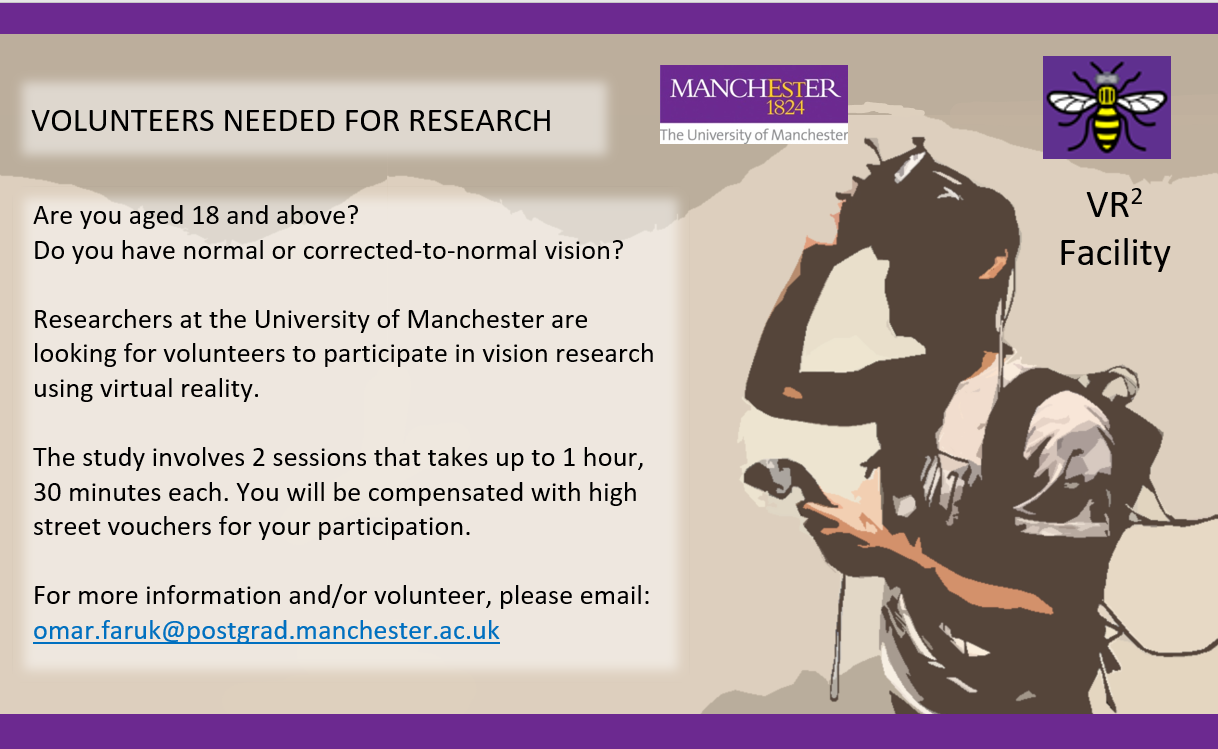 VOLUNTEERS NEEDED FOR RESEARCH
MANCHESTER
1824
The University of Manchester
VR²
Facility
Are you aged 18 and above?
Do you have normal or corrected-to-normal vision?
Researchers at the University of Manchester are
looking for volunteers to participate in vision research
using virtual reality.
The study involves 2 sessions that takes up to 1 hour,
30 minutes each. You will be compensated with high
street vouchers for your participation.
For more information and/or volunteer, please email:
omar.faruk@postgrad.manchester.ac.uk